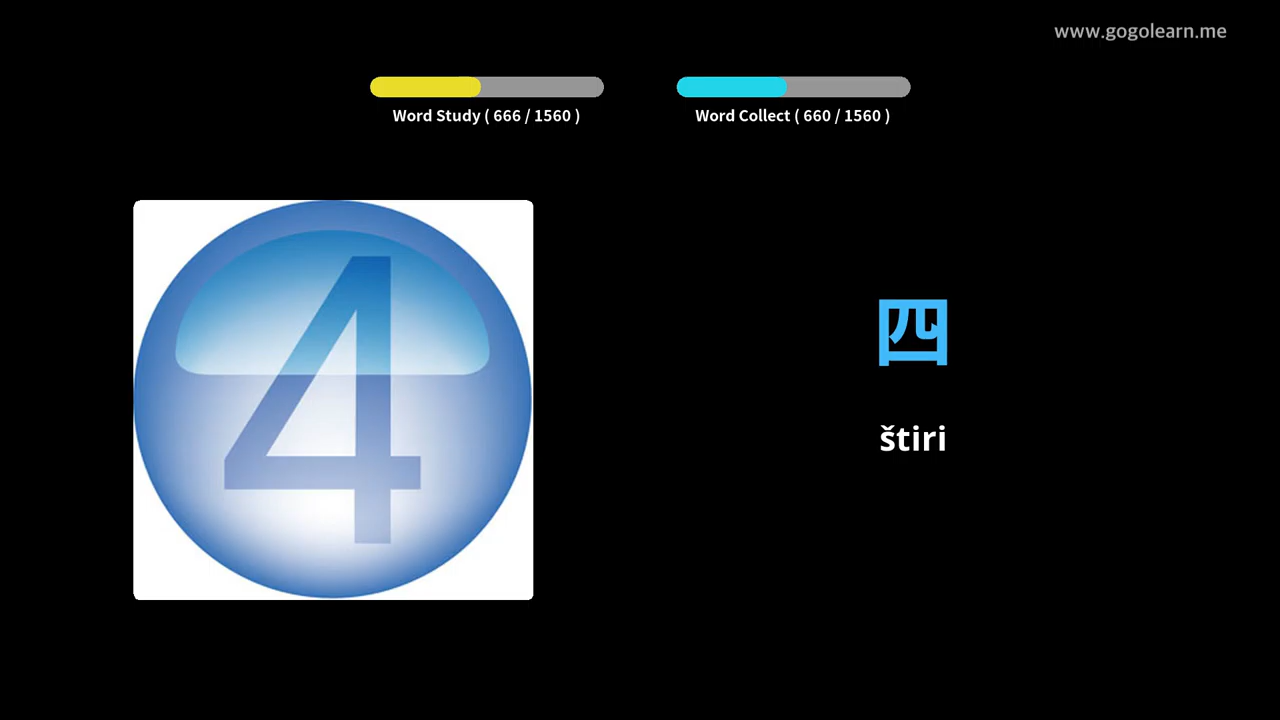 www.gogolearn.me
Word Study ( 666 / 1560 )
Word Collect ( 660 / 1560 )
4
四
štiri